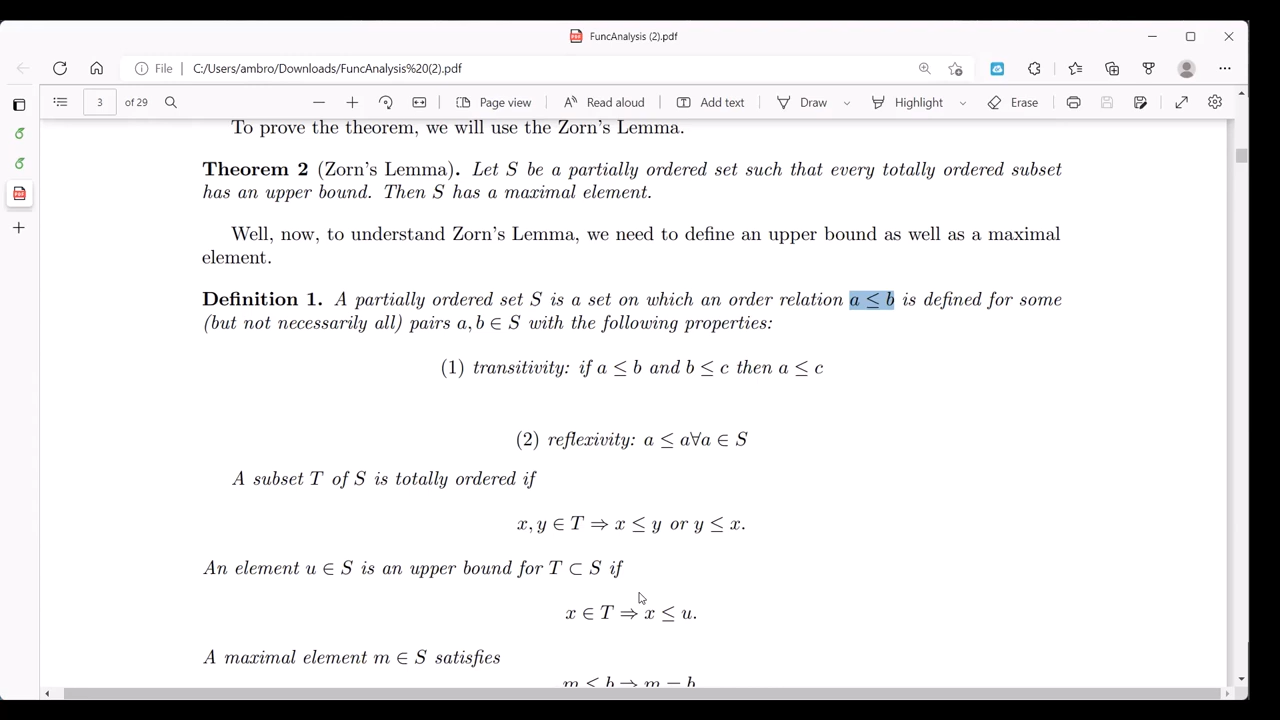 FuncAnalysis (2).pdf
File C:/Users/ambro/Downloads/FuncAnalysis%20(2).pdf
3 of 29 Page view Read aloud Add text Draw Highlight Erase
To prove the theorem, we will use the Zorn's Lemma.
Theorem 2 (Zorn's Lemma). Let S be a partially ordered set such that every totally ordered subset
has an upper bound. Then S has a maximal element.
Well, now, to understand Zorn's Lemma, we need to define an upper bound as well as a maximal
element.
Definition 1. A partially ordered set S is a set on which an order relation a ≤ b is defined for some
(but not necessarily all) pairs a, b ∈ S with the following properties:
(1) transitivity: if a ≤ b and b ≤ c then a ≤ c
(2) reflexivity: a ≤ a∀a ∈ S
A subset T of S is totally ordered if
x, y ∈ T ⇒ x ≤ y or y ≤ x.
An element u ∈ S is an upper bound for T ⊂ S if
x ∈ T ⇒ x ≤ u.
A maximal element m ∈ S satisfies
m ≤ b ⇒ m = b